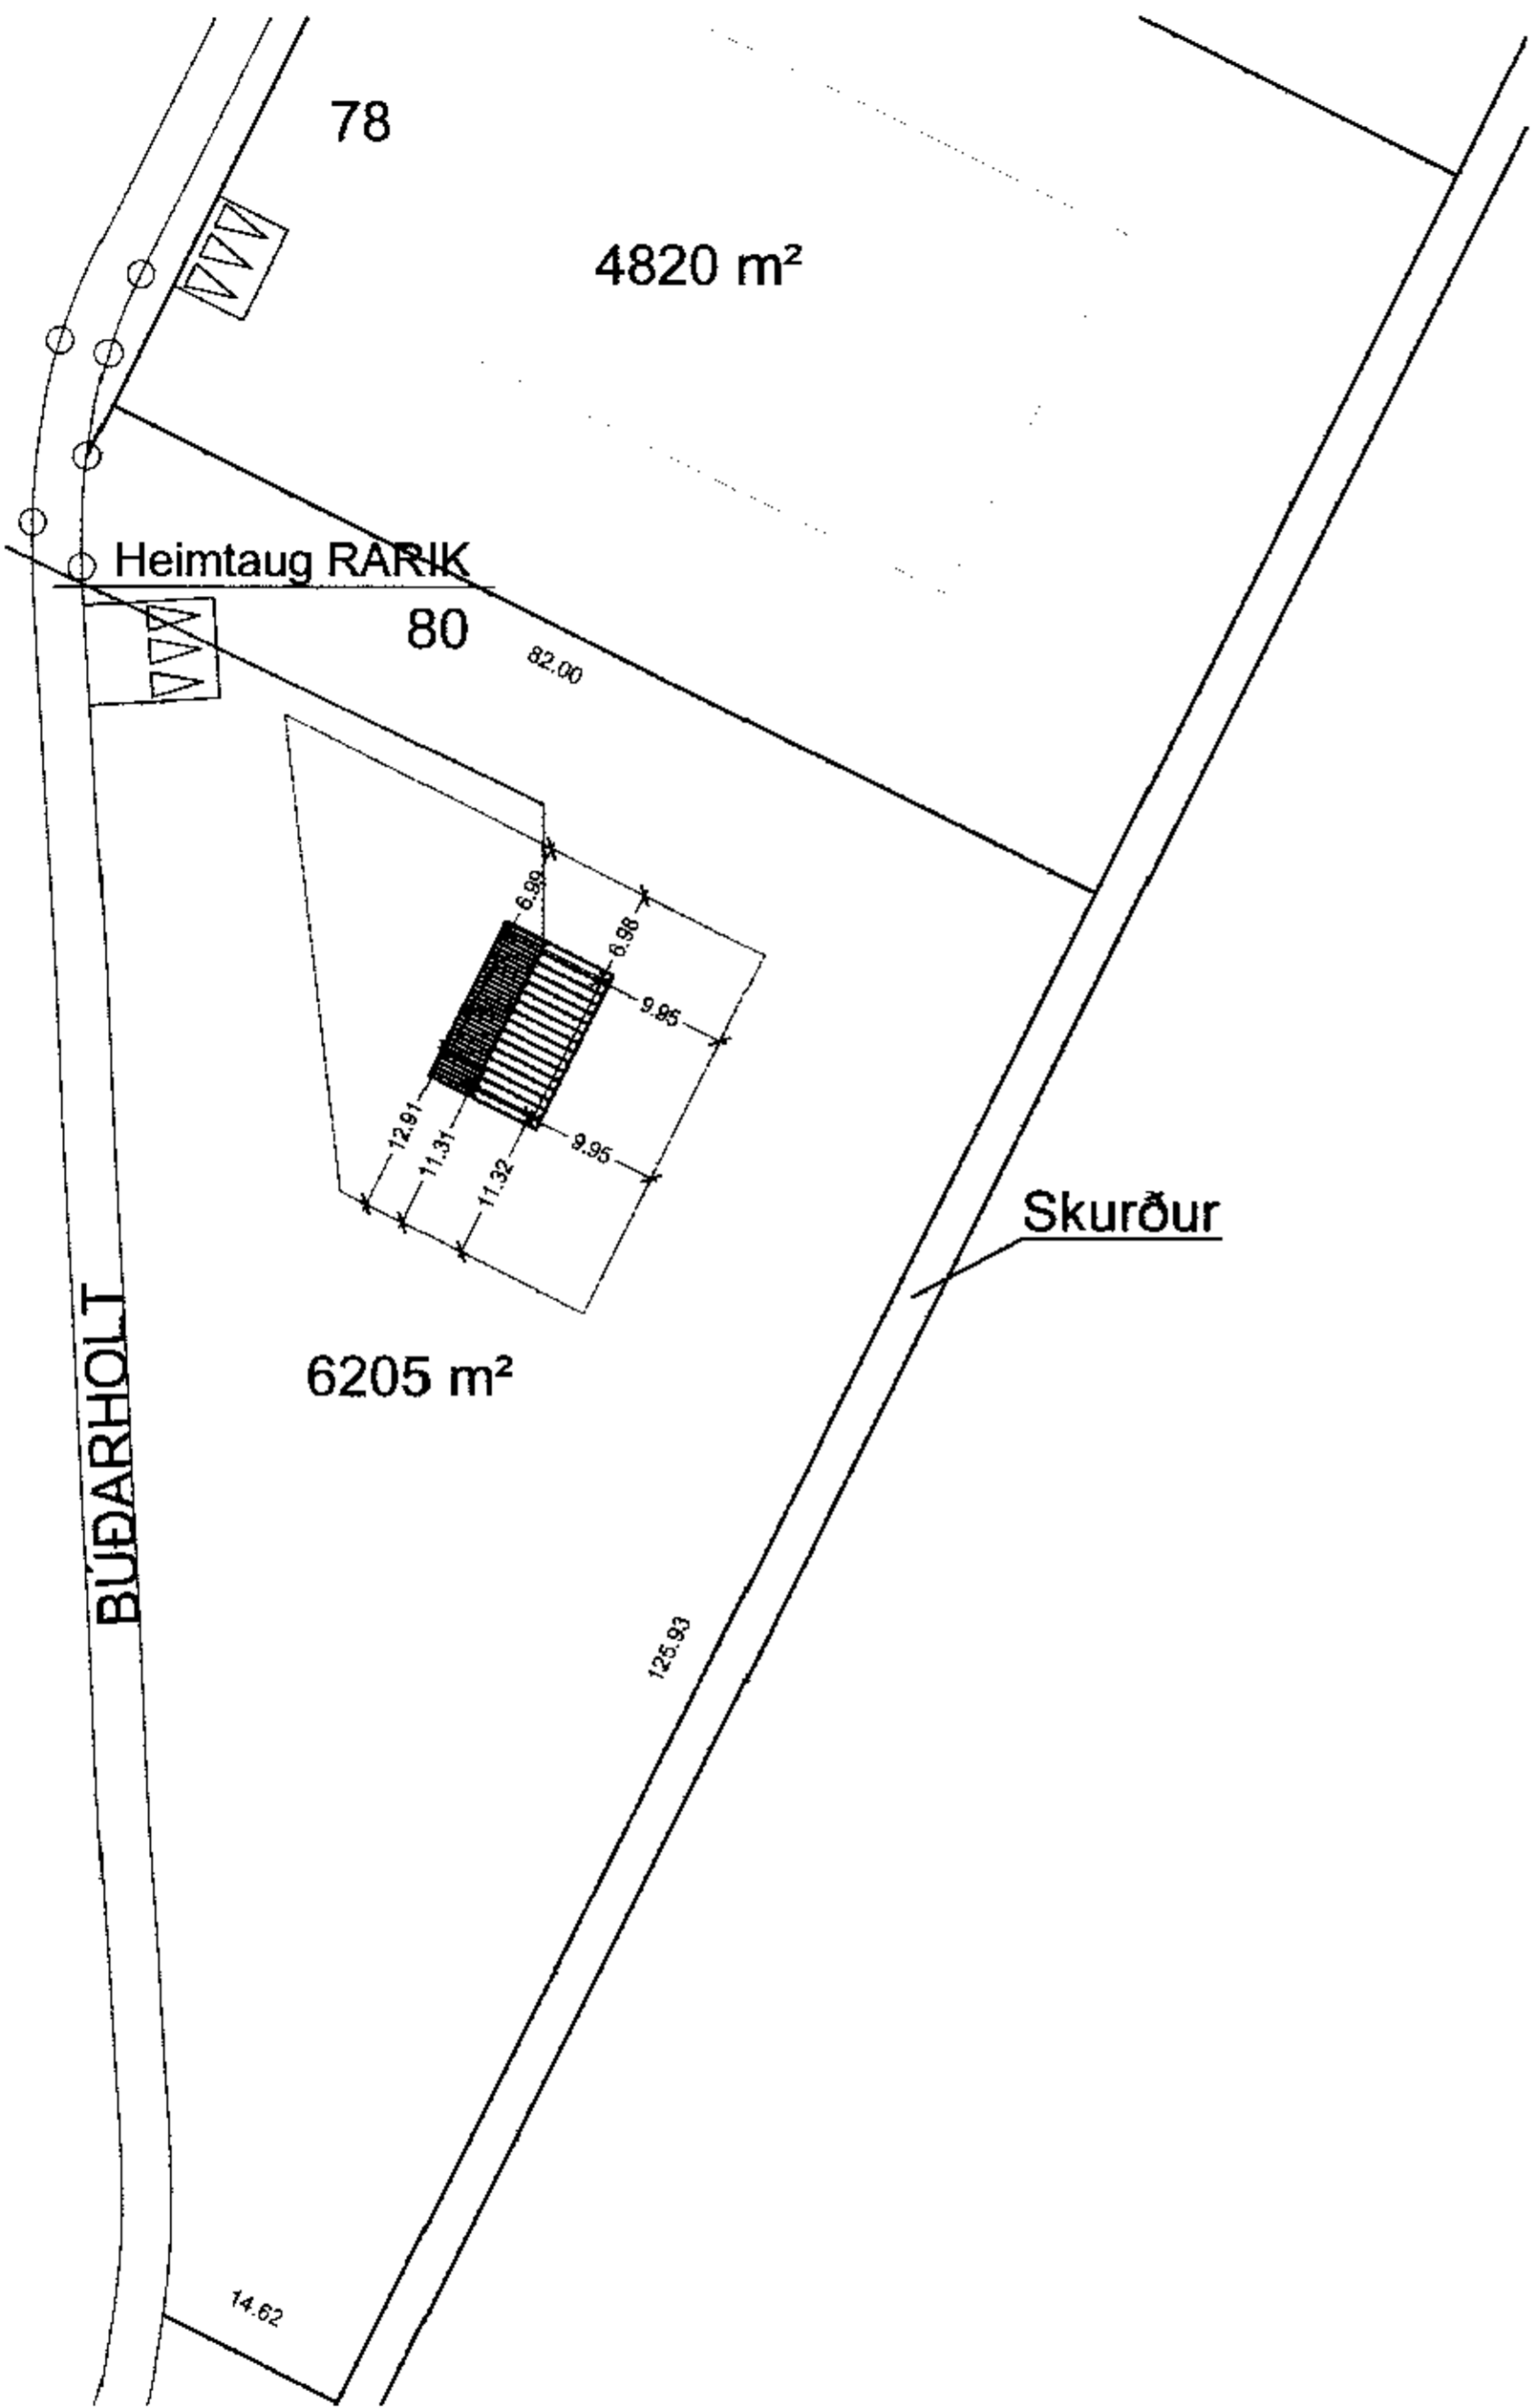 78
4820 m²
Heimtaug RARIK
80
82.00
6.99
6.98
9.95
12.91
11.31
11.32
9.95
Skurður
6205 m²
BÚÐARHOLT
125.93
14.62